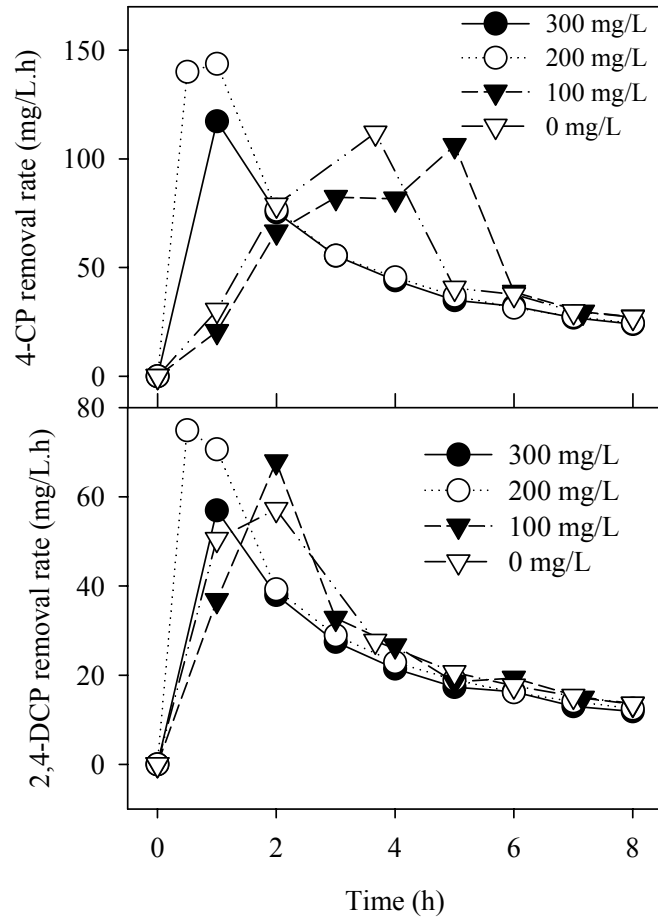 300 mg/L
200 mg/L
100 mg/L
0 mg/L
4-CP removal rate (mg/L.h)
150
100
50
0
80
60
40
20
0
2,4-DCP removal rate (mg/L.h)
300 mg/L
200 mg/L
100 mg/L
0 mg/L
0 2 4 6 8
Time (h)